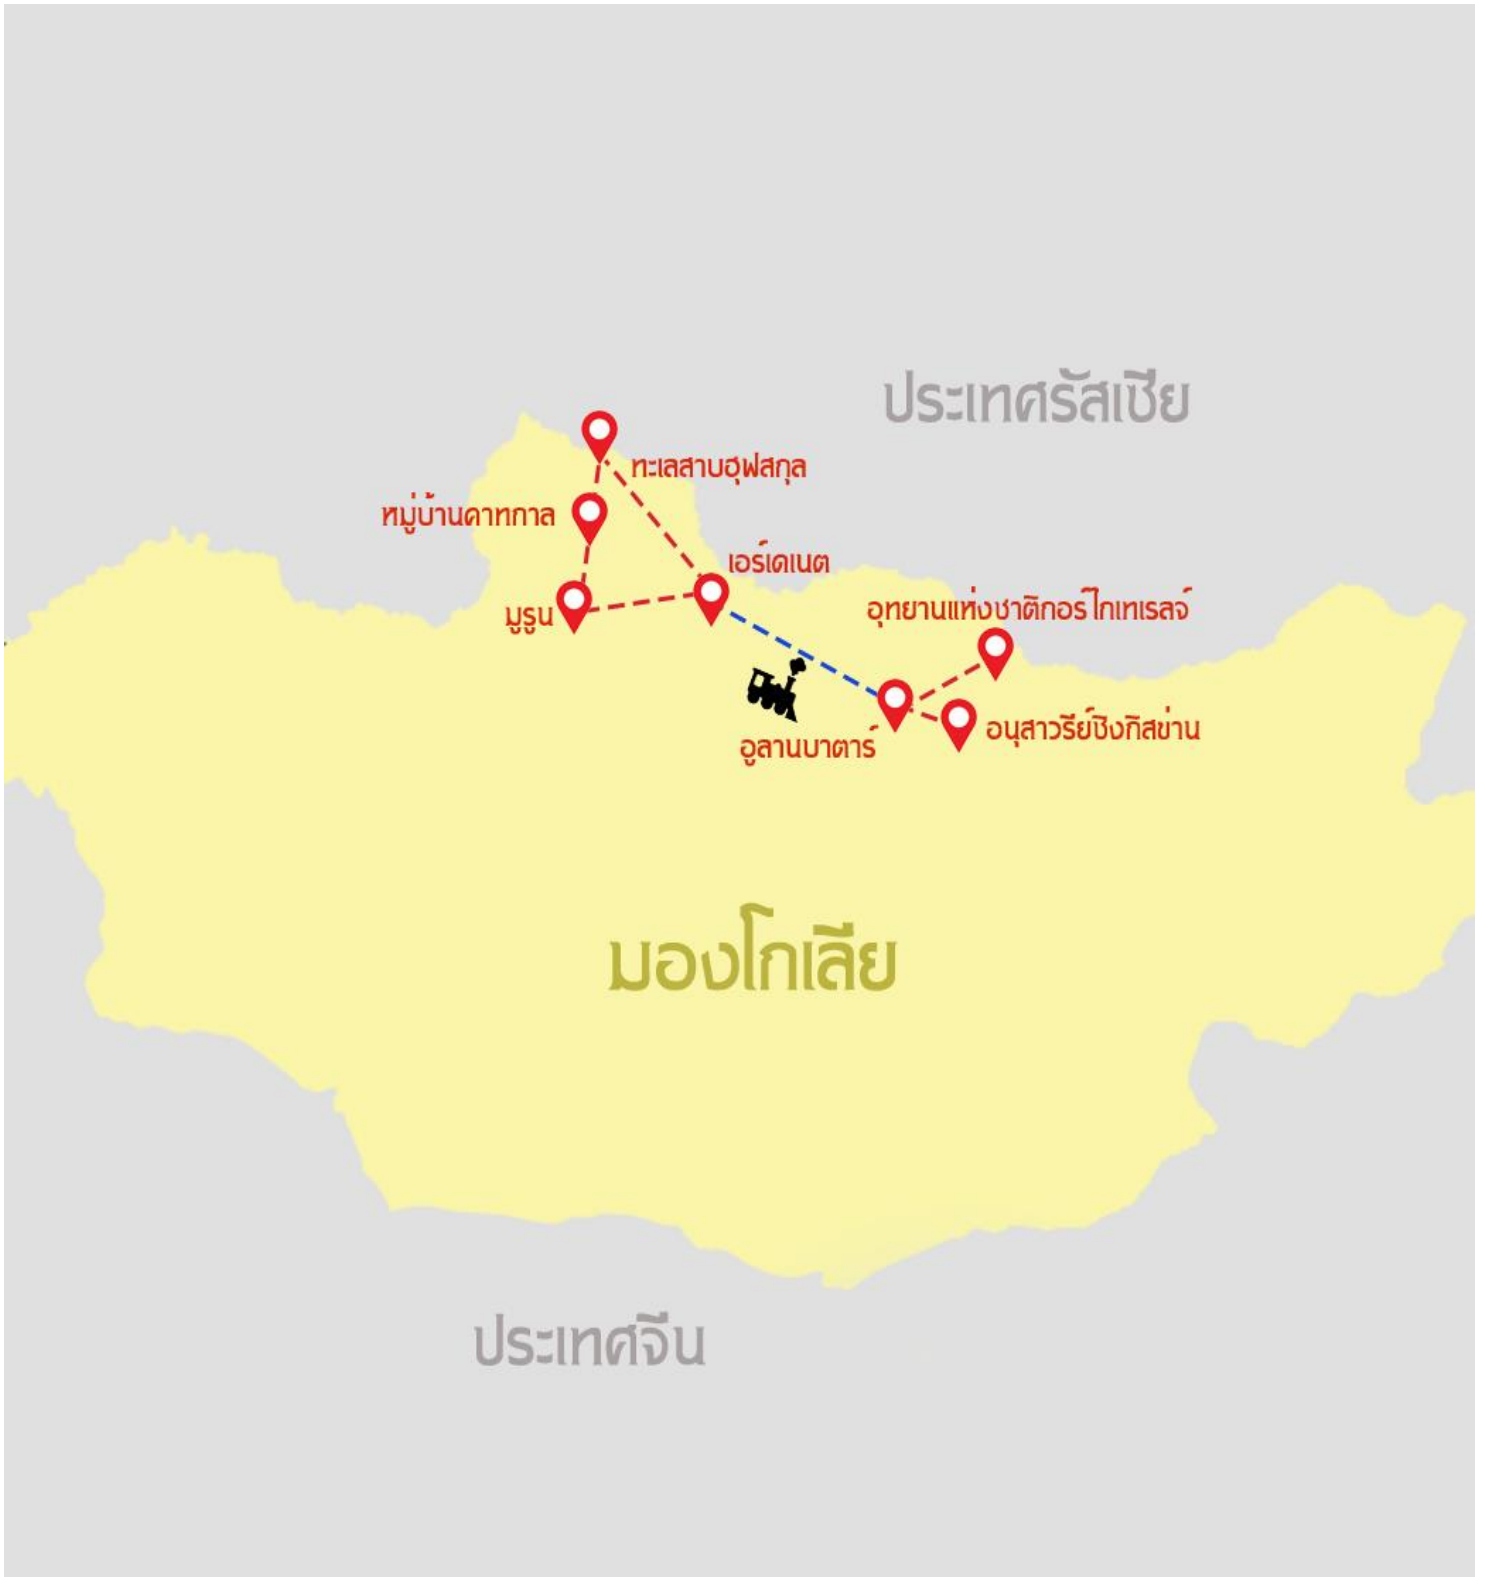 ประเทศรัสเซีย
ทะเลสาบฮุฟสกุล
หมู่บ้านคาทกาล
เอร์เดเนต
มูรูน
อุทยานแห่งชาติกอร์ไกเทเรลจ์
อนุสาวรีย์ชิงกิสข่าน
อูลานบาตาร์
มองโกเลีย
ประเทศจีน